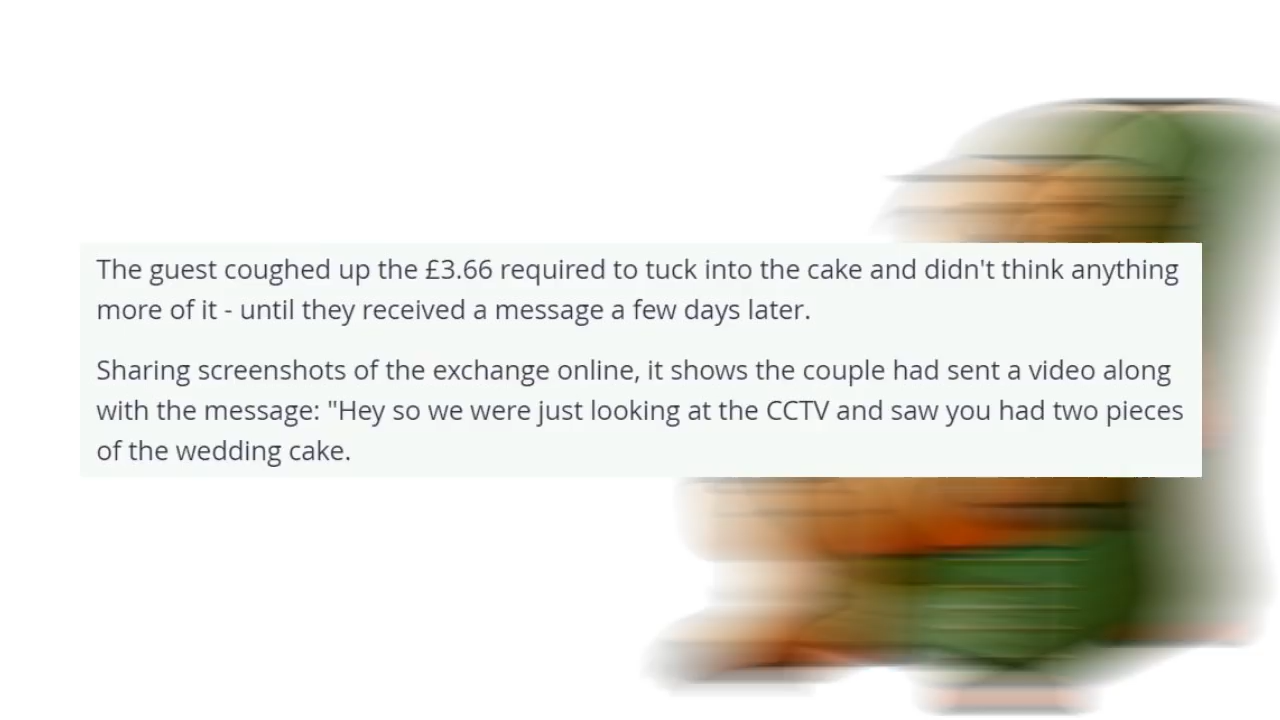 The guest coughed up the £3.66 required to tuck into the cake and didn't think anything
more of it - until they received a message a few days later.
Sharing screenshots of the exchange online, it shows the couple had sent a video along
with the message: "Hey so we were just looking at the CCTV and saw you had two pieces
of the wedding cake.